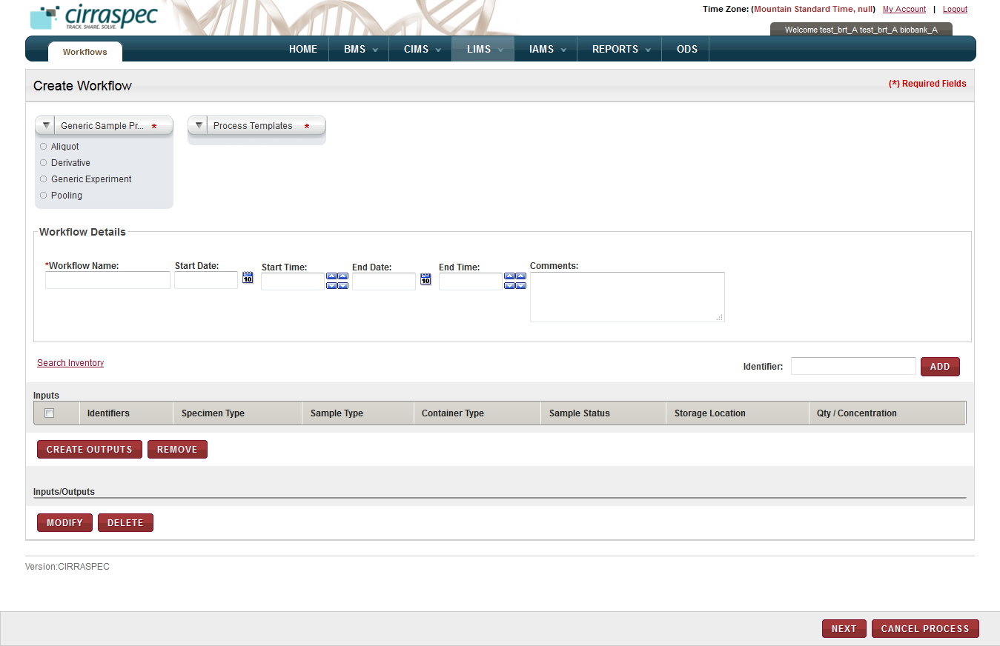 cirraspec
TRACK. SHARE. SOLVE.
Time Zone: (Mountain Standard Time, null) My Account | Logout
Welcome test_brt_A test_brt_A biobank_A
Workflows HOME BMS CIMS LIMS IAMS REPORTS ODS
Create Workflow
(*) Required Fields
Generic Sample Pr... * Process Templates *
Aliquot
Derivative
Generic Experiment
Pooling
Workflow Details
*Workflow Name: Start Date: Start Time: End Date: End Time: Comments:
10 10
Search Inventory
Identifier: ADD
Inputs
Identifiers Specimen Type Sample Type Container Type Sample Status Storage Location Qty / Concentration
CREATE OUTPUTS REMOVE
Inputs/Outputs
MODIFY DELETE
Version:CIRRASPEC
NEXT CANCEL PROCESS